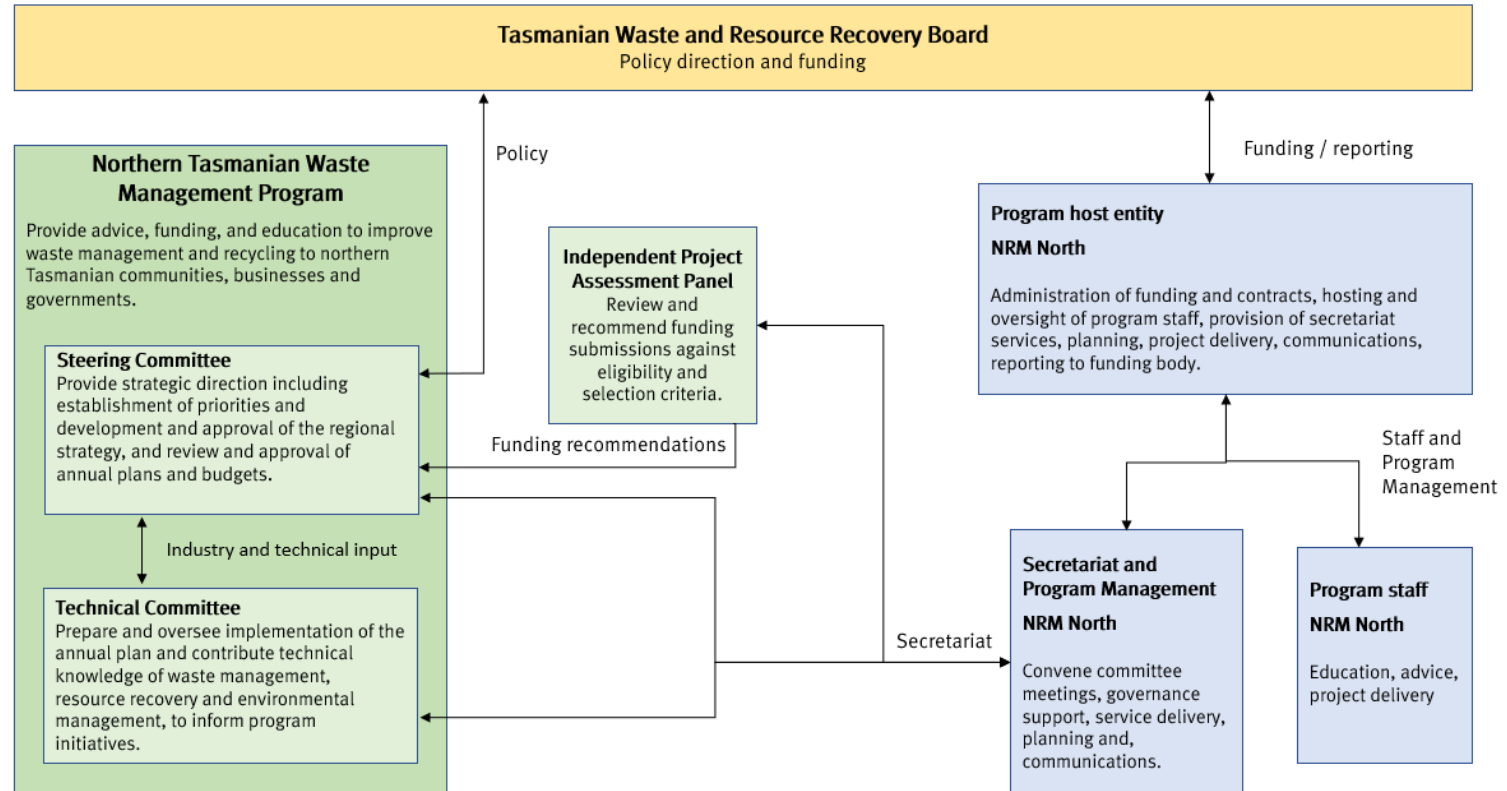 Tasmanian Waste and Resource Recovery Board
Policy direction and funding
Policy
Funding / reporting
Northern Tasmanian Waste
Management Program
Provide advice, funding, and education to improve
waste management and recycling to northern
Tasmanian communities, businesses and
governments.
Steering Committee
Provide strategic direction including
establishment of priorities and
development and approval of the regional
strategy, and review and approval of
annual plans and budgets.
Industry and technical input
Technical Committee
Prepare and oversee implementation of the
annual plan and contribute technical
knowledge of waste management,
resource recovery and environmental
management, to inform program
initiatives.
Independent Project
Assessment Panel
Review and
recommend funding
submissions against
eligibility and
selection criteria.
Funding recommendations
Secretariat
Program host entity
NRM North
Administration of funding and contracts, hosting and
oversight of program staff, provision of secretariat
services, planning, project delivery, communications,
reporting to funding body.
Staff and
Program
Management
Secretariat and
Program Management
NRM North
Convene committee
meetings, governance
support, service delivery,
planning and,
communications.
Program staff
NRM North
Education, advice,
project delivery